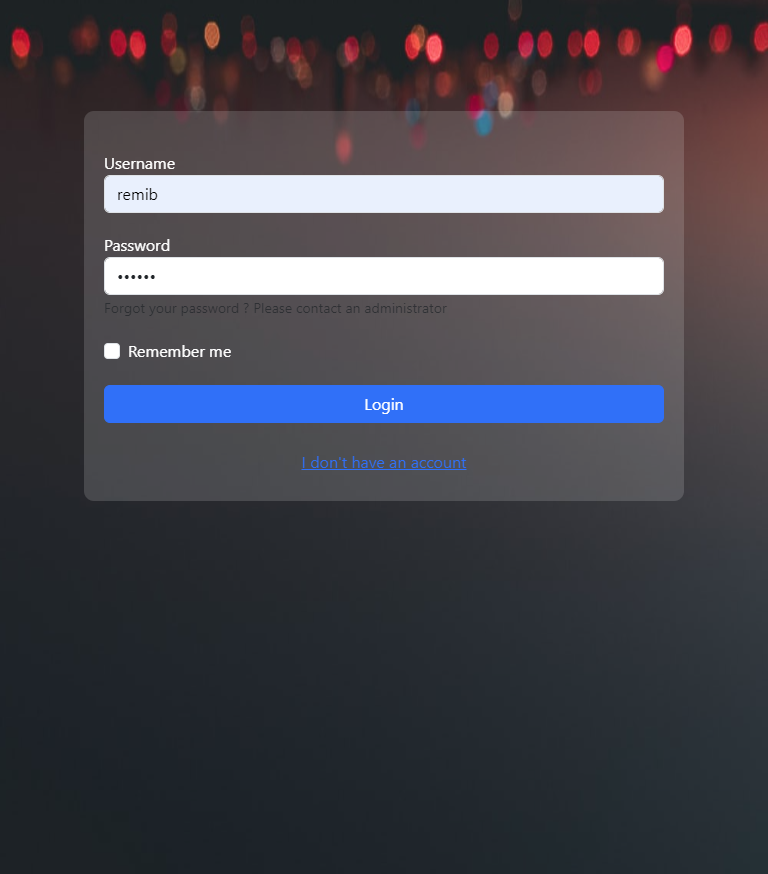 Username
remib
Password
••••••
Forgot your password ? Please contact an administrator
Remember me
Login
I don't have an account